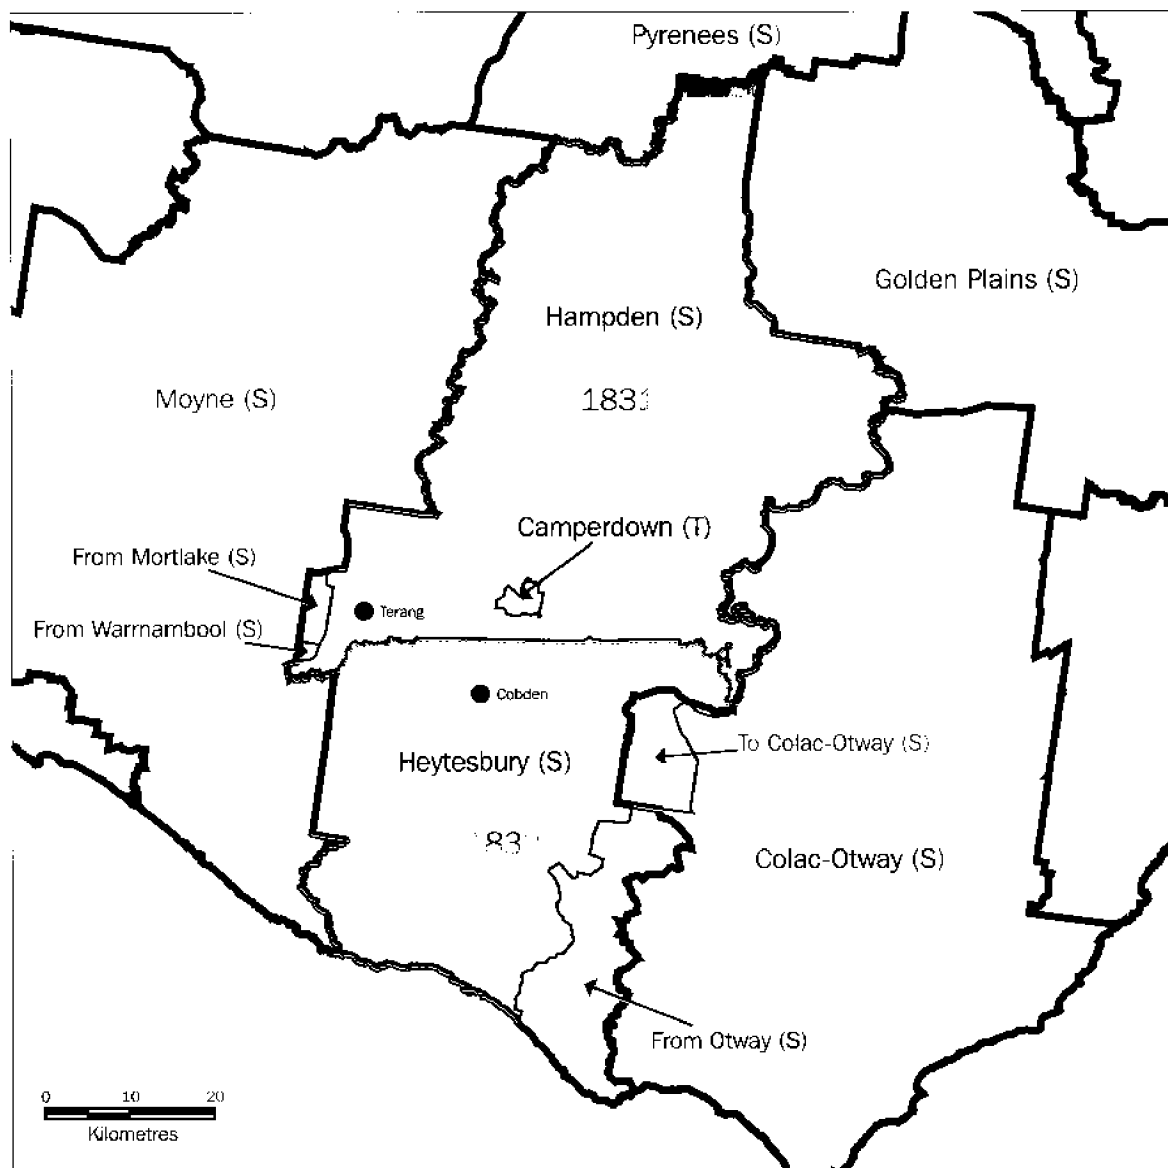 Pyrenees (S)
Golden Plains (S)
Hampden (S)
Moyne (S)
Camperdown (T)
From Mortlake (S)
Terang
From Warrnambool (S)
Cobden
To Colac-Otway (S)
Heytesbury (S)
Colac-Otway (S)
From Otway (S)
0 10 20
Kilometres